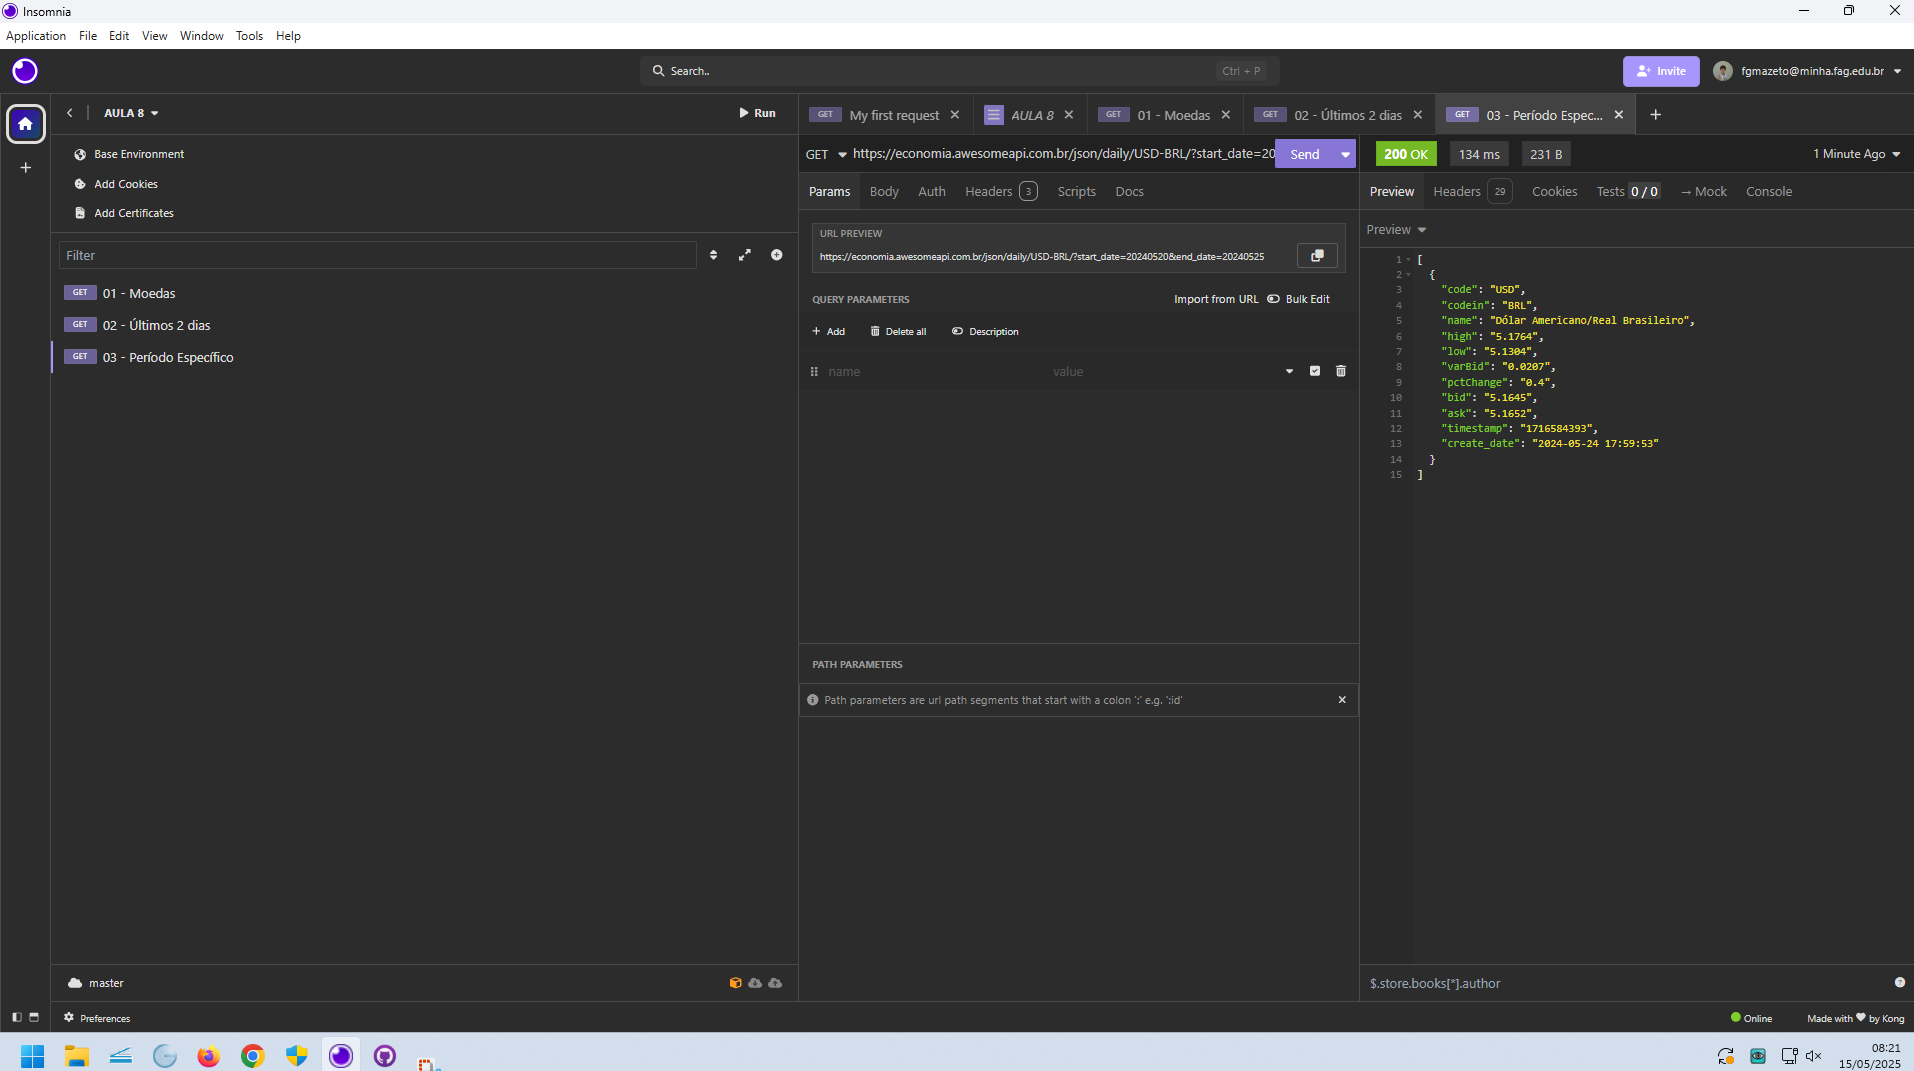 Insomnia
Application File Edit View Window Tools Help
Search.. Ctrl + P Invite fgmazeto@minha.fag.edu.br
AULA 8 Run
GET My first request AULA 8 GET 01 - Moedas GET 02 - Últimos 2 dias GET 03 - Período Espec...
Base Environment
Add Cookies
Add Certificates
Filter
GET 01 - Moedas
GET 02 - Últimos 2 dias
GET 03 - Período Específico
GET https://economia.awesomeapi.com.br/json/daily/USD-BRL/?start_date=20 Send
Params Body Auth Headers 3 Scripts Docs
URL PREVIEW
https://economia.awesomeapi.com.br/json/daily/USD-BRL/?start_date=20240520&end_date=20240525
QUERY PARAMETERS Import from URL Bulk Edit
Add Delete all Description
name value
PATH PARAMETERS
Path parameters are url path segments that start with a colon ':' e.g. ':id'
200 OK 134 ms 231 B 1 Minute Ago
Preview Headers 29 Cookies Tests 0 / 0 → Mock Console
Preview
1 [
2 {
3 "code": "USD",
4 "codein": "BRL",
5 "name": "Dólar Americano/Real Brasileiro",
6 "high": "5.1764",
7 "low": "5.1304",
8 "varBid": "0.0207",
9 "pctChange": "0.4",
10 "bid": "5.1645",
11 "ask": "5.1652",
12 "timestamp": "1716584393",
13 "create_date": "2024-05-24 17:59:53"
14 }
15 ]
master
$.store.books[*].author
Preferences Online Made with ♥ by Kong
08:21
15/05/2025